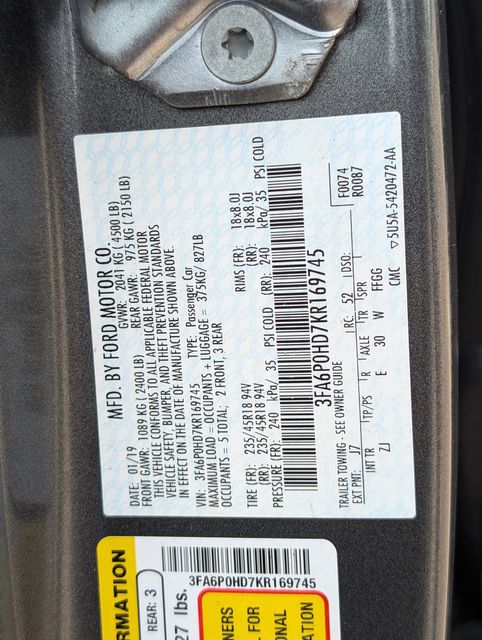 MFD. BY FORD MOTOR CO.
DATE: 01/19 GVWR: 2041 KG ( 4500 LB)
FRONT GAWR: 1089 KG ( 2400 LB) REAR GAWR: 975 KG ( 2150 LB)
THIS VEHICLE CONFORMS TO ALL APPLICABLE FEDERAL MOTOR
VEHICLE SAFETY, BUMPER, AND THEFT PREVENTION STANDARDS
IN EFFECT ON THE DATE OF MANUFACTURE SHOWN ABOVE.
VIN: 3FA6P0HD7KR169745 TYPE: Passenger Car
MAXIMUM LOAD = OCCUPANTS + LUGGAGE = 375KG/ 827LB
OCCUPANTS = 5 TOTAL; 2 FRONT, 3 REAR
TIRE (FR): 235/45R18 94V RIMS (FR): 18x8.0J
(RR): 235/45R18 94V (RR): 18x8.0J
PRESSURE (FR): 240 kPa/ 35 PSI COLD (RR): 240 kPa/ 35 PSI COLD
3FA6P0HD7KR169745
F0074
R0087
TRAILER TOWING - SEE OWNER GUIDE
EXT PNT: J7 RC: 52 DSO:
INT TR TP/PS R AXLE TR SPR
ZJ E 30 W FFGG
CMC
▽5U5A-5420472-AA
RMATION
REAR: 3
27 lbs.
3FA6P0HD7KR169745
NERS
FOR
ONAL